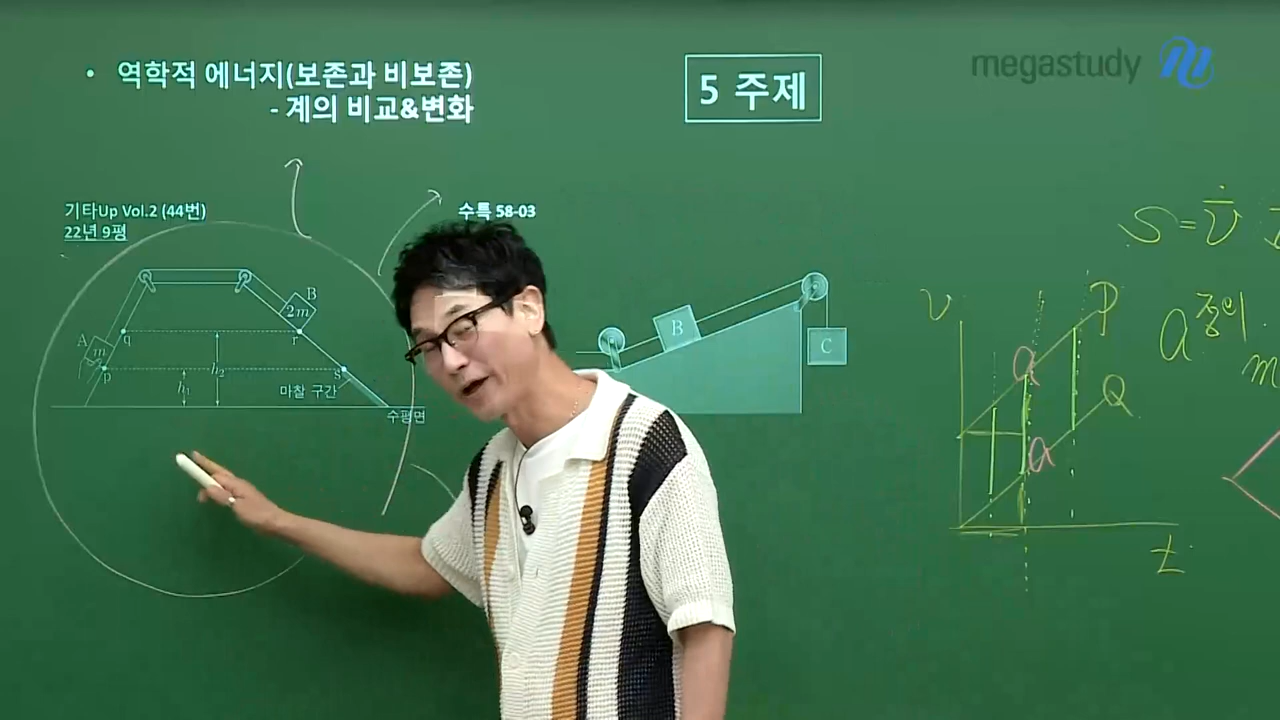 • 역학적 에너지(보존과 비보존)
- 계의 비교&변화
5 주제
megastudy
기타Up Vol.2 (44번)
22년 9평
수특 58-03
A
m
p
q
B
2m
r
s
h₁
h₂
마찰 구간
수평면
B
C
S=v̅
v
P
Q
a
a
t
a 정의
m